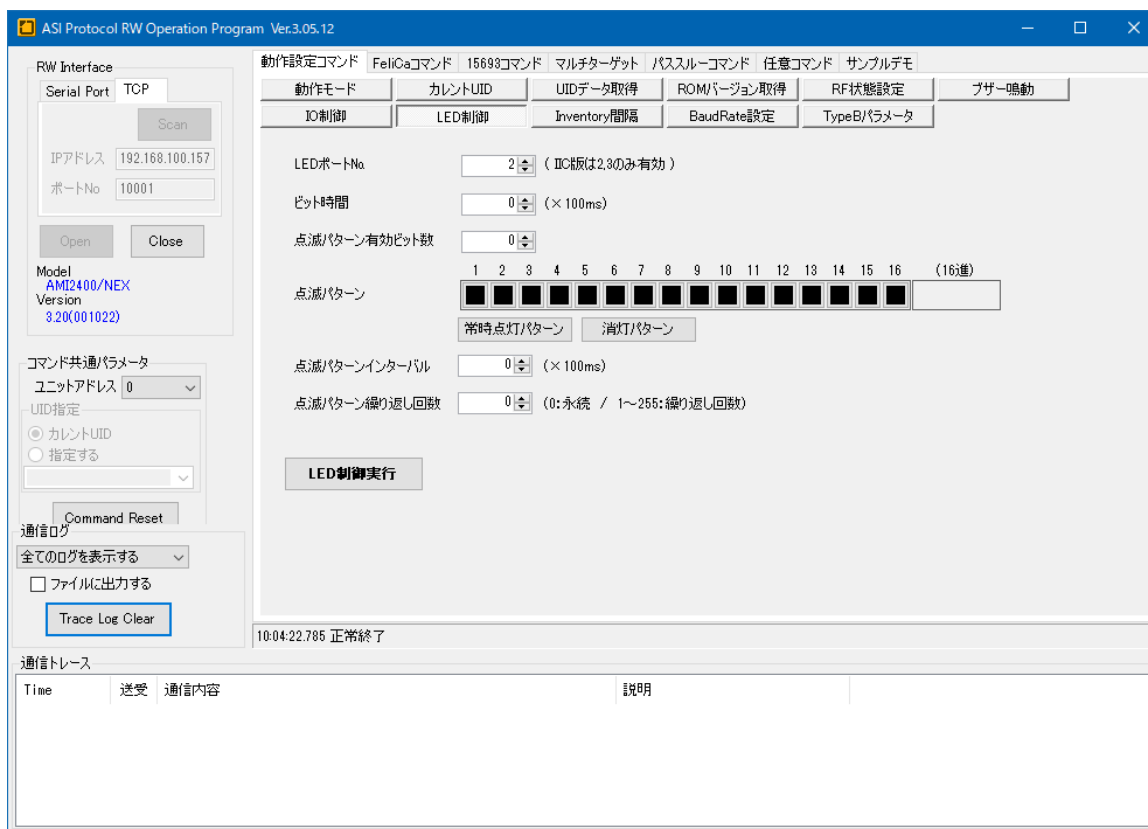 ASI Protocol RW Operation Program Ver.3.05.12
RW Interface
Serial Port TCP
Scan
IPアドレス 192.168.100.157
ポートNo 10001
Open Close
Model
AMI2400/NEX
Version
3.20(001022)
コマンド共通パラメータ
ユニットアドレス 0
UID指定
カレントUID
指定する
Command Reset
通信ログ
全てのログを表示する
ファイルに出力する
Trace Log Clear
動作設定コマンド FeliCaコマンド 15693コマンド マルチターゲット パススルーコマンド 任意コマンド サンプルデモ
動作モード カレントUID UIDデータ取得 ROMバージョン取得 RF状態設定 ブザー鳴動
IO制御 LED制御 Inventory間隔 BaudRate設定 TypeBパラメータ
LEDポートNo. 2 ( IIC版は2,3のみ有効 )
ビット時間 0 (×100ms)
点滅パターン有効ビット数 0
1 2 3 4 5 6 7 8 9 10 11 12 13 14 15 16 (16進)
点滅パターン
常時点灯パターン 消灯パターン
点滅パターンインターバル 0 (×100ms)
点滅パターン繰り返し回数 0 (0:永続 / 1～255:繰り返し回数)
LED制御実行
10:04:22.785 正常終了
通信トレース
Time 送受 通信内容 説明